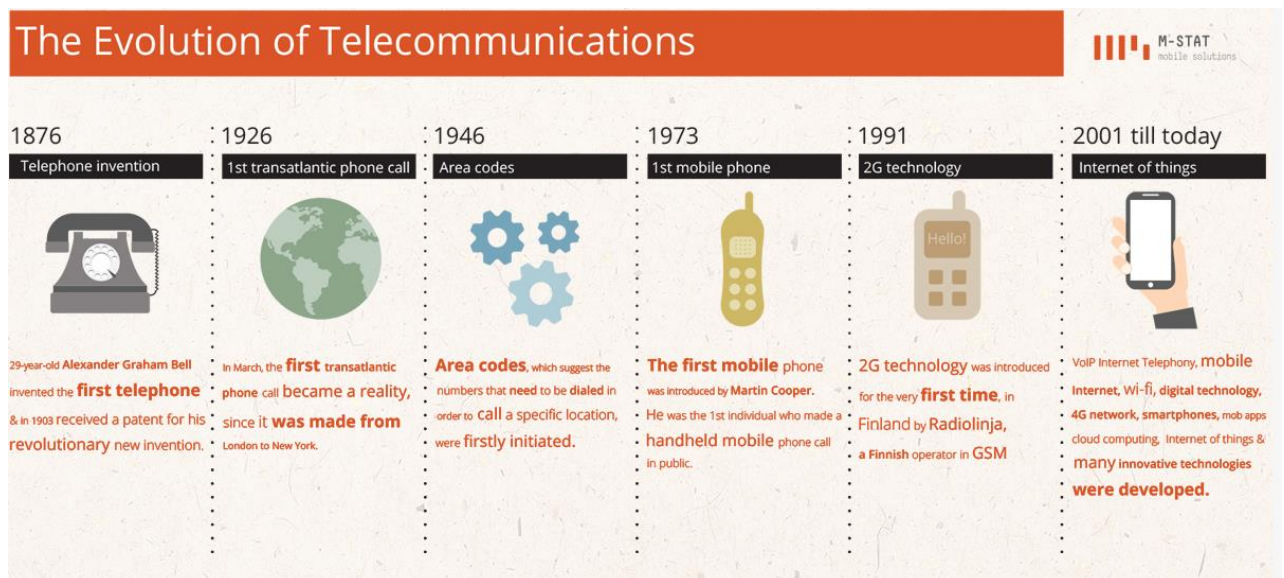 The Evolution of Telecommunications
M-STAT
mobile solutions
1876
Telephone invention
29-year-old Alexander Graham Bell
invented the first telephone
& in 1903 received a patent for his
revolutionary new invention.
1926
1st transatlantic phone call
In March, the first transatlantic
phone call became a reality,
since it was made from
London to New York.
1946
Area codes
Area codes, which suggest the
numbers that need to be dialed in
order to call a specific location,
were firstly initiated.
1973
1st mobile phone
The first mobile phone
was introduced by Martin Cooper.
He was the 1st individual who made a
handheld mobile phone call
in public.
1991
2G technology
Hello!
2G technology was introduced
for the very first time, in
Finland by Radiolinja,
a Finnish operator in GSM
2001 till today
Internet of things
VoIP Internet Telephony, mobile
Internet, wi-fi, digital technology,
4G network, smartphones, mob apps
cloud computing, Internet of things &
many innovative technologies
were developed.